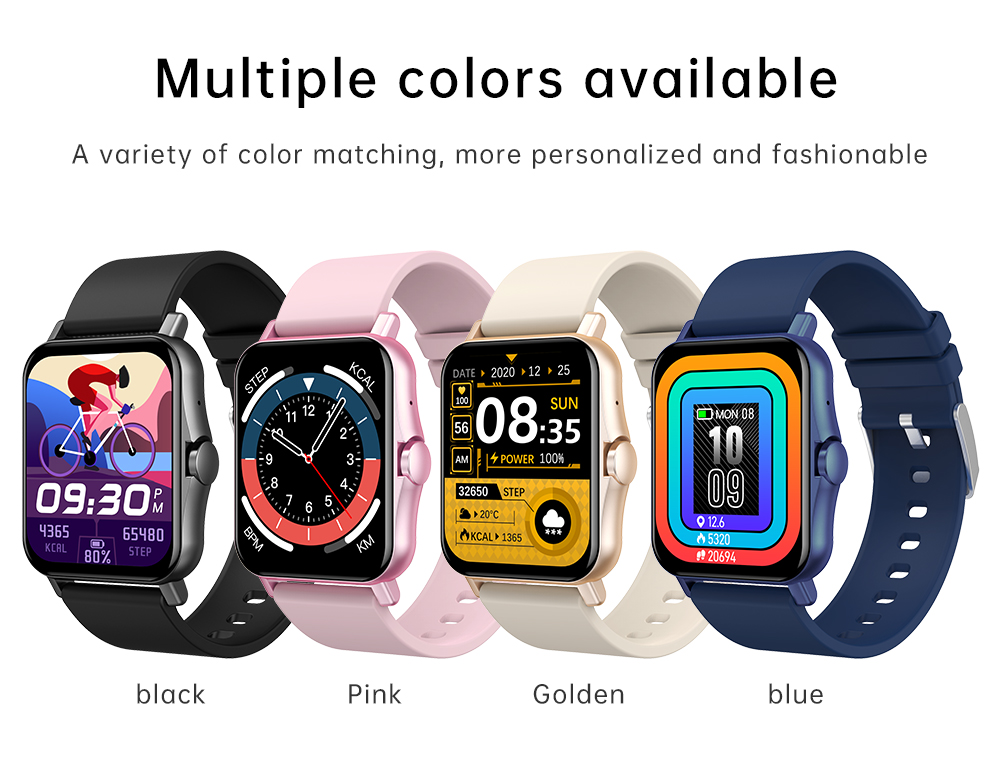 Multiple colors available
A variety of color matching, more personalized and fashionable
09:30 PM
4365 65480
KCAL STEP
80%
STEP KCAL
11 12 1
10 2
9 3
8 4
7 6 5
BPM KM
DATE 2020 12 25
100
SUN
08:35
56
AM
POWER 100%
32650 STEP
20°C
KCAL 1365
MON 08
10
09
12.6
5320
20694
black Pink Golden blue